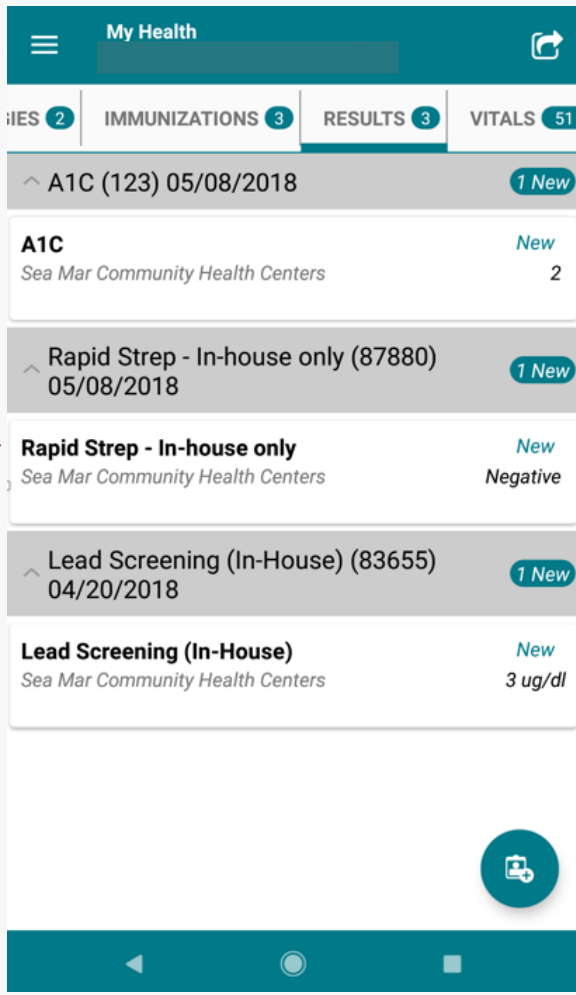 My Health
IES 2 IMMUNIZATIONS 3 RESULTS 3 VITALS 51
A1C (123) 05/08/2018 1 New
A1C New
Sea Mar Community Health Centers 2
Rapid Strep - In-house only (87880)
05/08/2018 1 New
Rapid Strep - In-house only New
Sea Mar Community Health Centers Negative
Lead Screening (In-House) (83655)
04/20/2018 1 New
Lead Screening (In-House) New
Sea Mar Community Health Centers 3 ug/dl